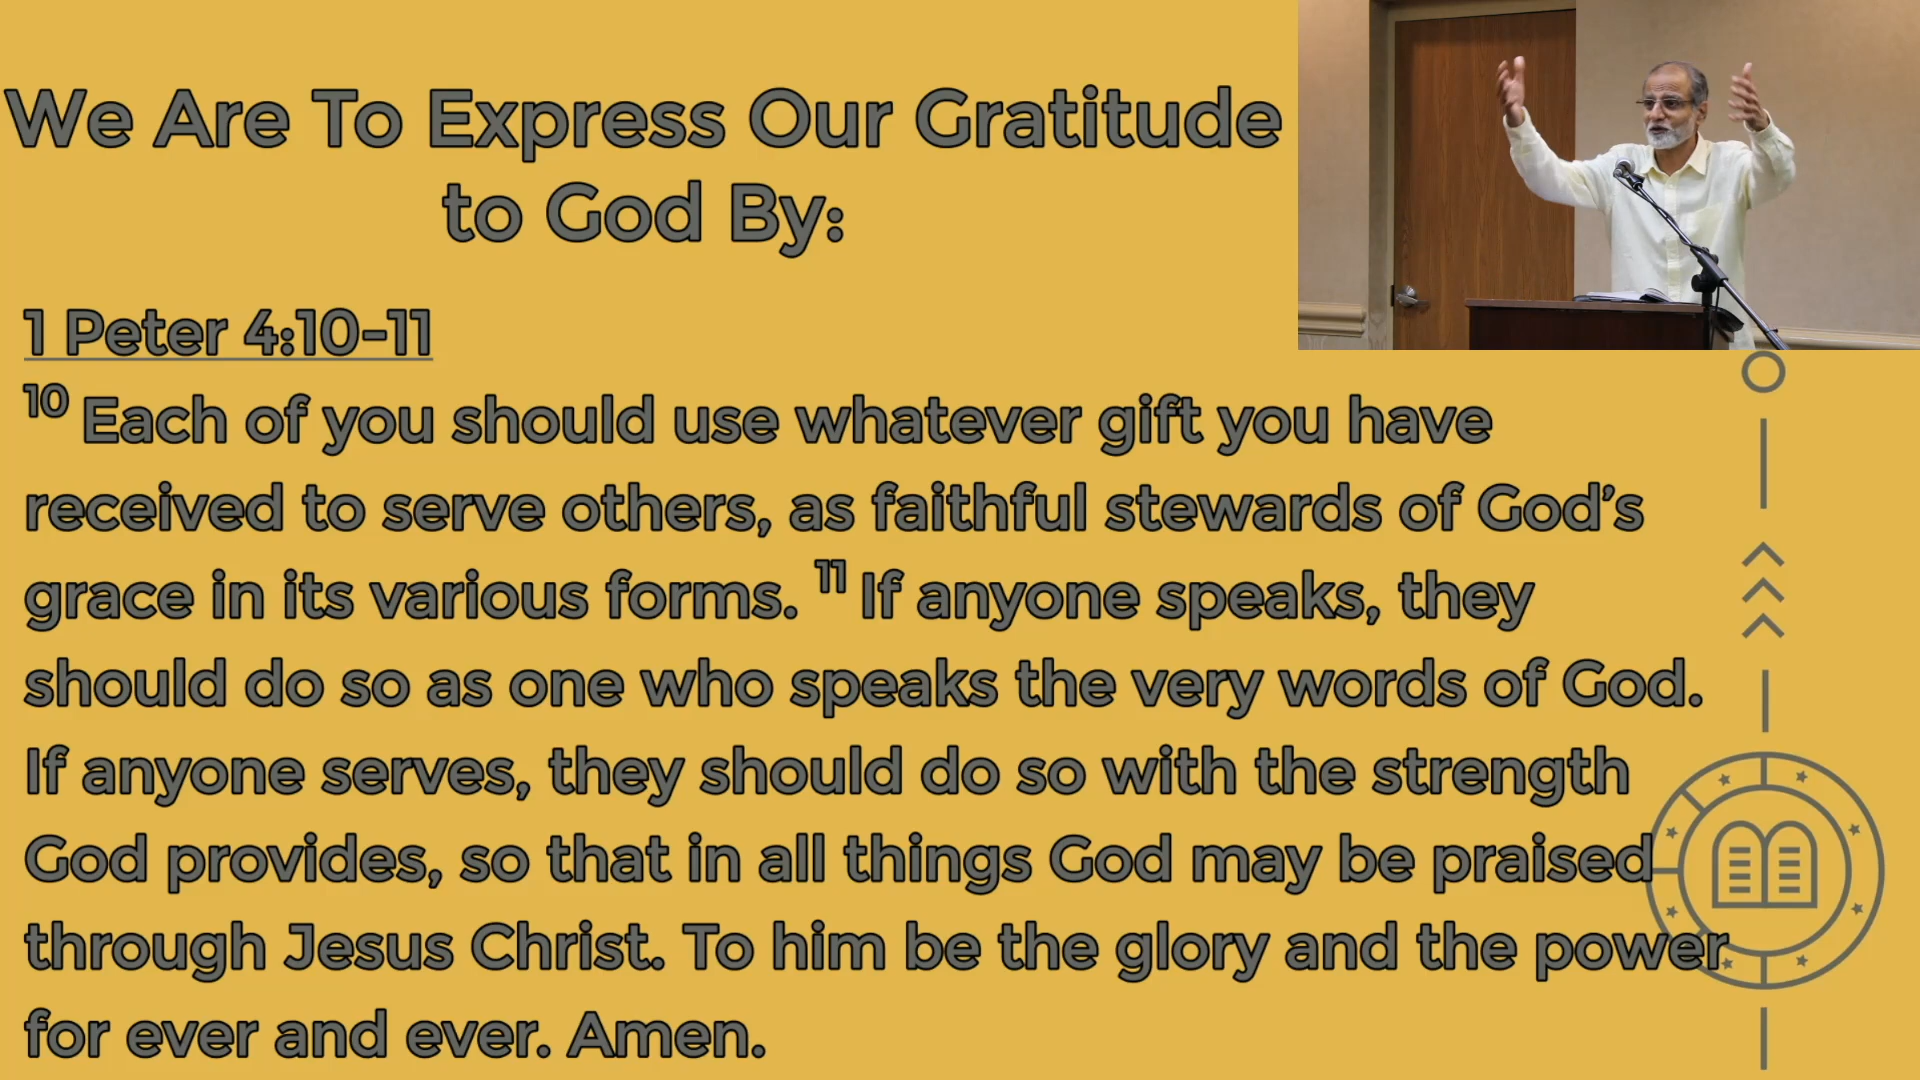 We Are To Express Our Gratitude
to God By:
1 Peter 4:10-11
10 Each of you should use whatever gift you have
received to serve others, as faithful stewards of God’s
grace in its various forms. 11 If anyone speaks, they
should do so as one who speaks the very words of God.
If anyone serves, they should do so with the strength
God provides, so that in all things God may be praised
through Jesus Christ. To him be the glory and the power
for ever and ever. Amen.